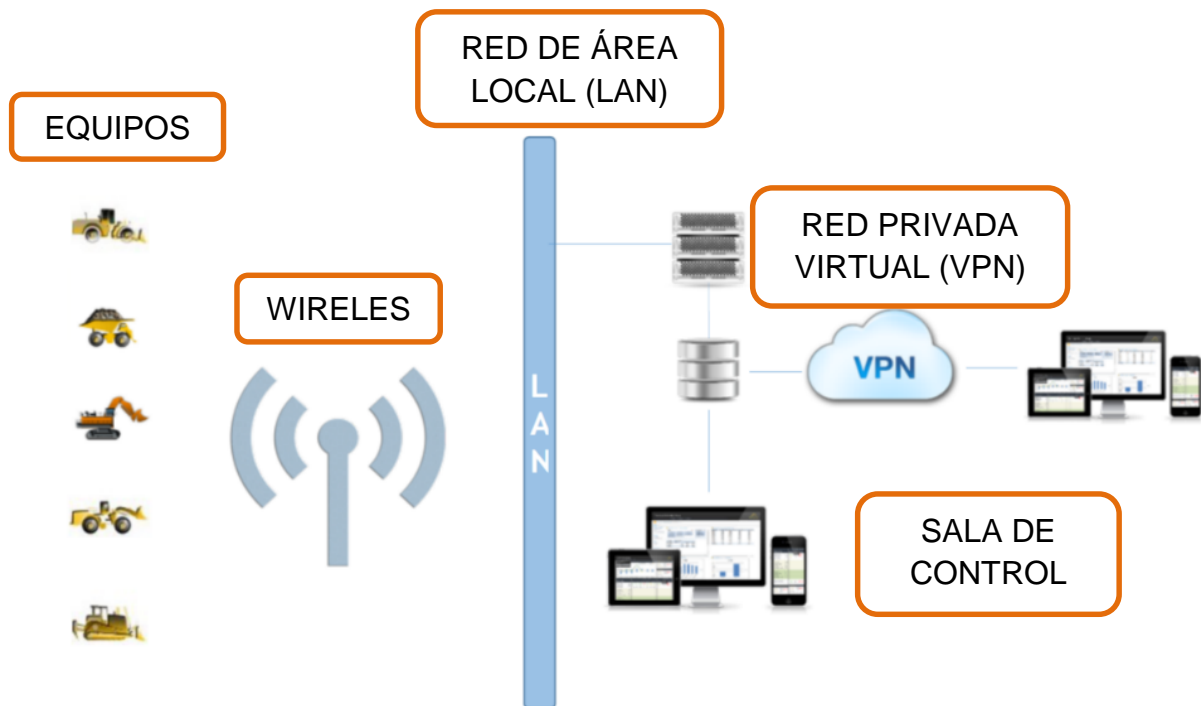 RED DE ÁREA
LOCAL (LAN)
EQUIPOS
RED PRIVADA
VIRTUAL (VPN)
WIRELES
VPN
L
A
N
SALA DE
CONTROL